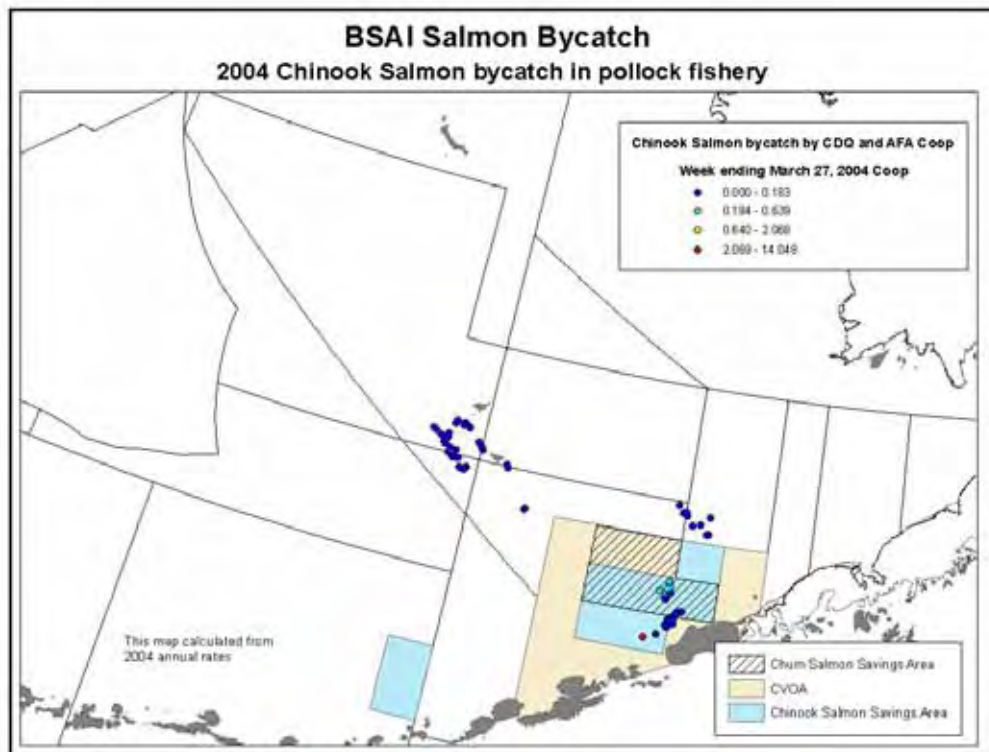 BSAI Salmon Bycatch
2004 Chinook Salmon bycatch in pollock fishery
Chinook Salmon bycatch by CDQ and AFA Coop
Week ending March 27, 2004 Coop
0.000 - 0.183
0.184 - 0.639
0.640 - 2.068
2.069 - 14.048
This map calculated from
2004 annual rates
Chum Salmon Savings Area
CVOA
Chinook Salmon Savings Area